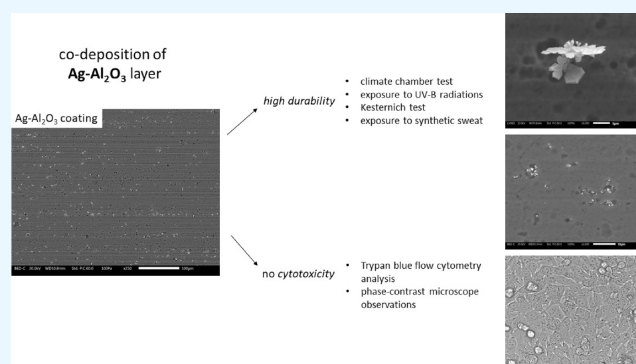 co-deposition of
Ag-Al₂O₃ layer
Ag-Al₂O₃ coating
high durability
• climate chamber test
• exposure to UV-B radiations
• Kesternich test
• exposure to synthetic sweat
no cytotoxicity
• Trypan blue flow cytometry
analysis
• phase-contrast microscope
observations